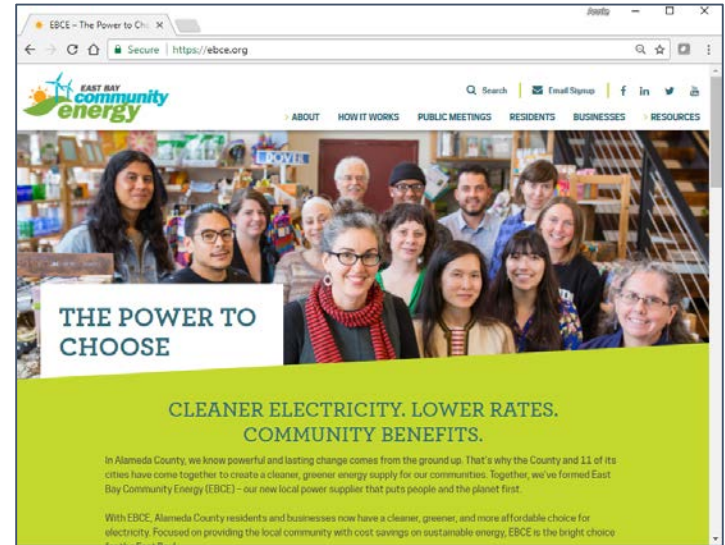 EBCE – The Power to Ch
Secure | https://ebce.org
EAST BAY
community
energy
Search
Email Signup
f in
> ABOUT HOW IT WORKS PUBLIC MEETINGS RESIDENTS BUSINESSES > RESOURCES
DOVER
THE POWER TO
CHOOSE
CLEANER ELECTRICITY. LOWER RATES.
COMMUNITY BENEFITS.
In Alameda County, we know powerful and lasting change comes from the ground up. That's why the County and 11 of its
cities have come together to create a cleaner, greener energy supply for our communities. Together, we've formed East
Bay Community Energy (EBCE) – our new local power supplier that puts people and the planet first.
With EBCE, Alameda County residents and businesses now have a cleaner, greener, and more affordable choice for
electricity. Focused on providing the local community with cost savings on sustainable energy, EBCE is the bright choice